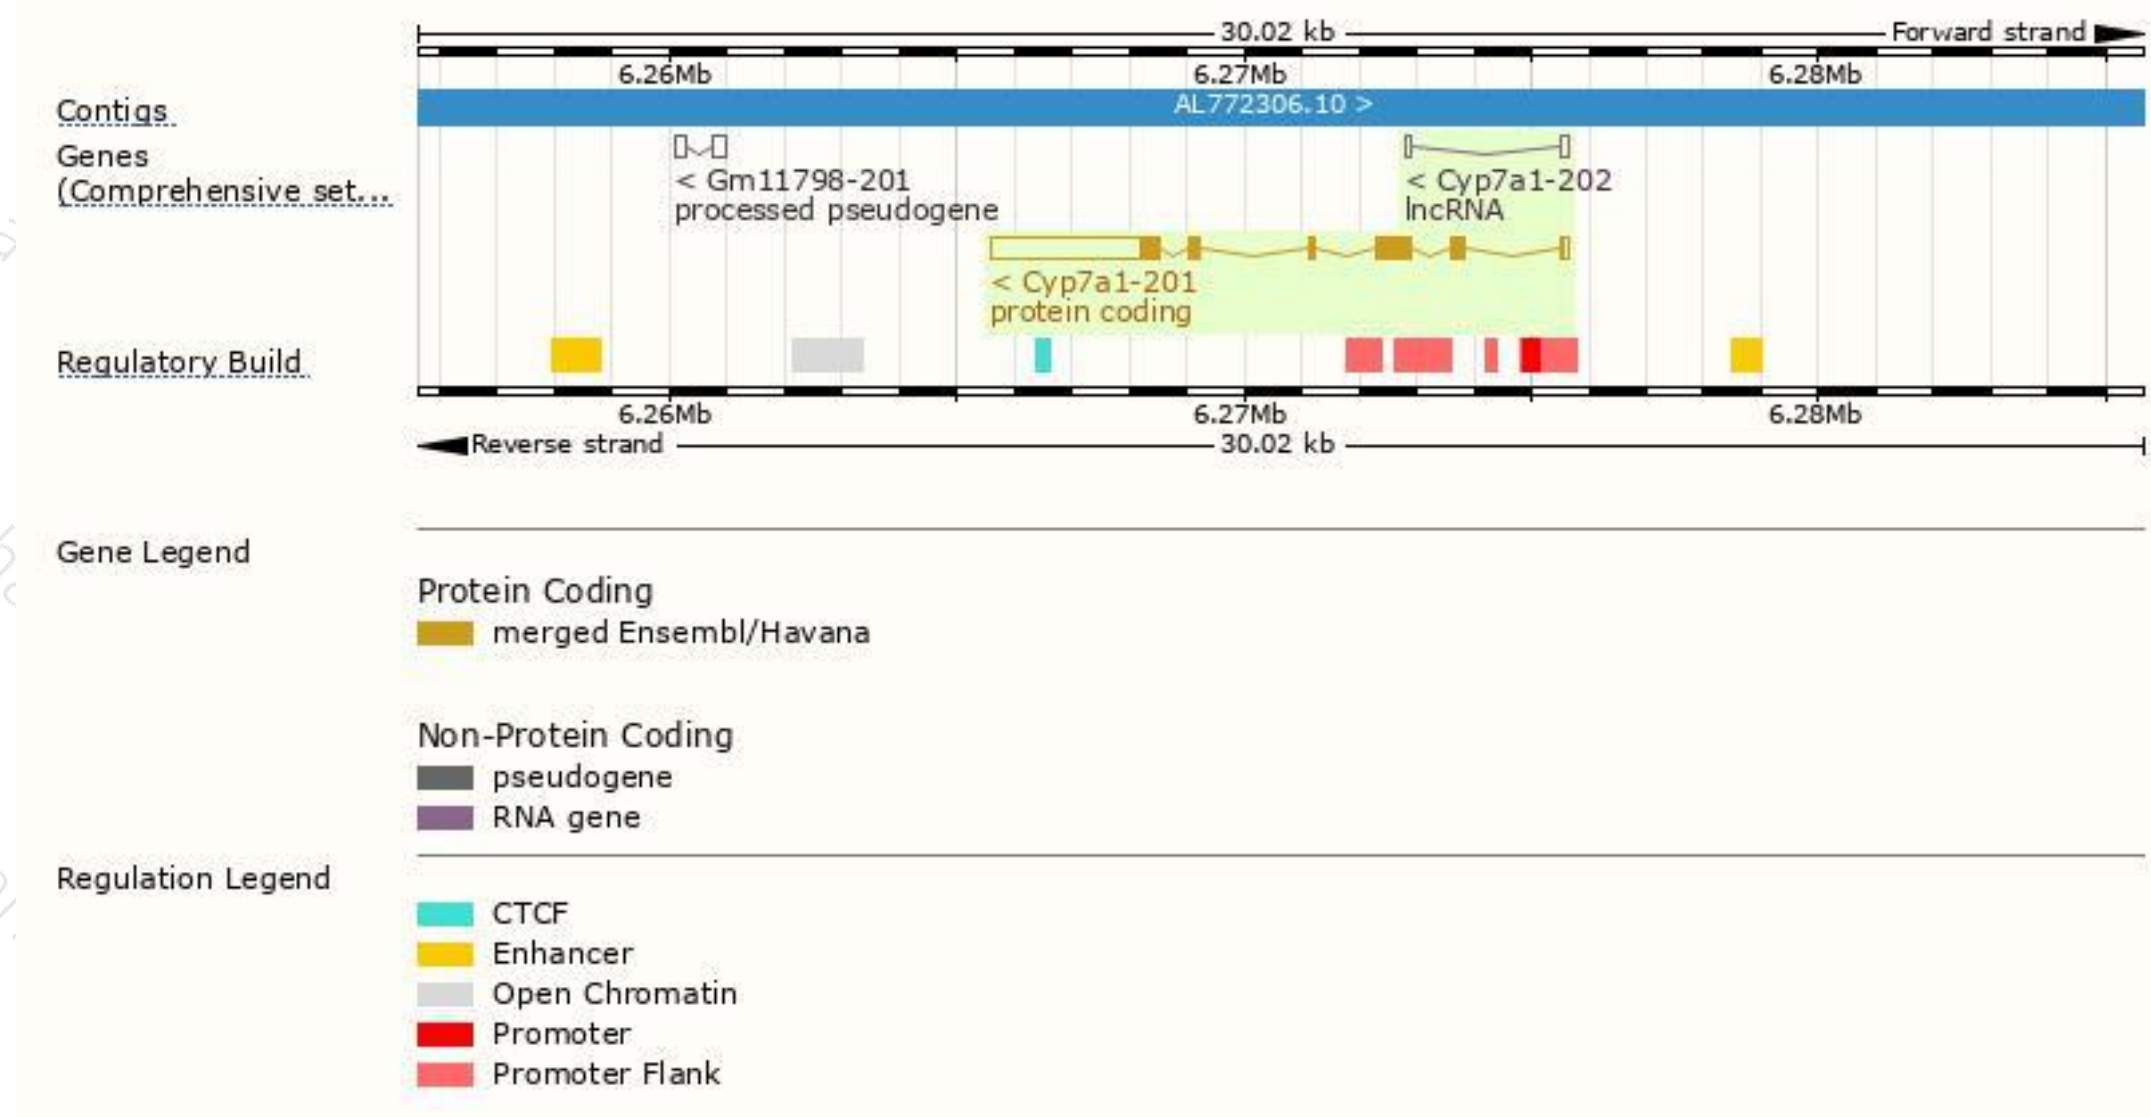 30.02 kb Forward strand
6.26Mb 6.27Mb 6.28Mb
Contigs AL772306.10 >
Genes
(Comprehensive set...
< Gm11798-201 < Cyp7a1-202
processed pseudogene lncRNA
< Cyp7a1-201
protein coding
Regulatory Build
6.26Mb 6.27Mb 6.28Mb
Reverse strand 30.02 kb
Gene Legend
Protein Coding
merged Ensembl/Havana
Non-Protein Coding
pseudogene
RNA gene
Regulation Legend
CTCF
Enhancer
Open Chromatin
Promoter
Promoter Flank